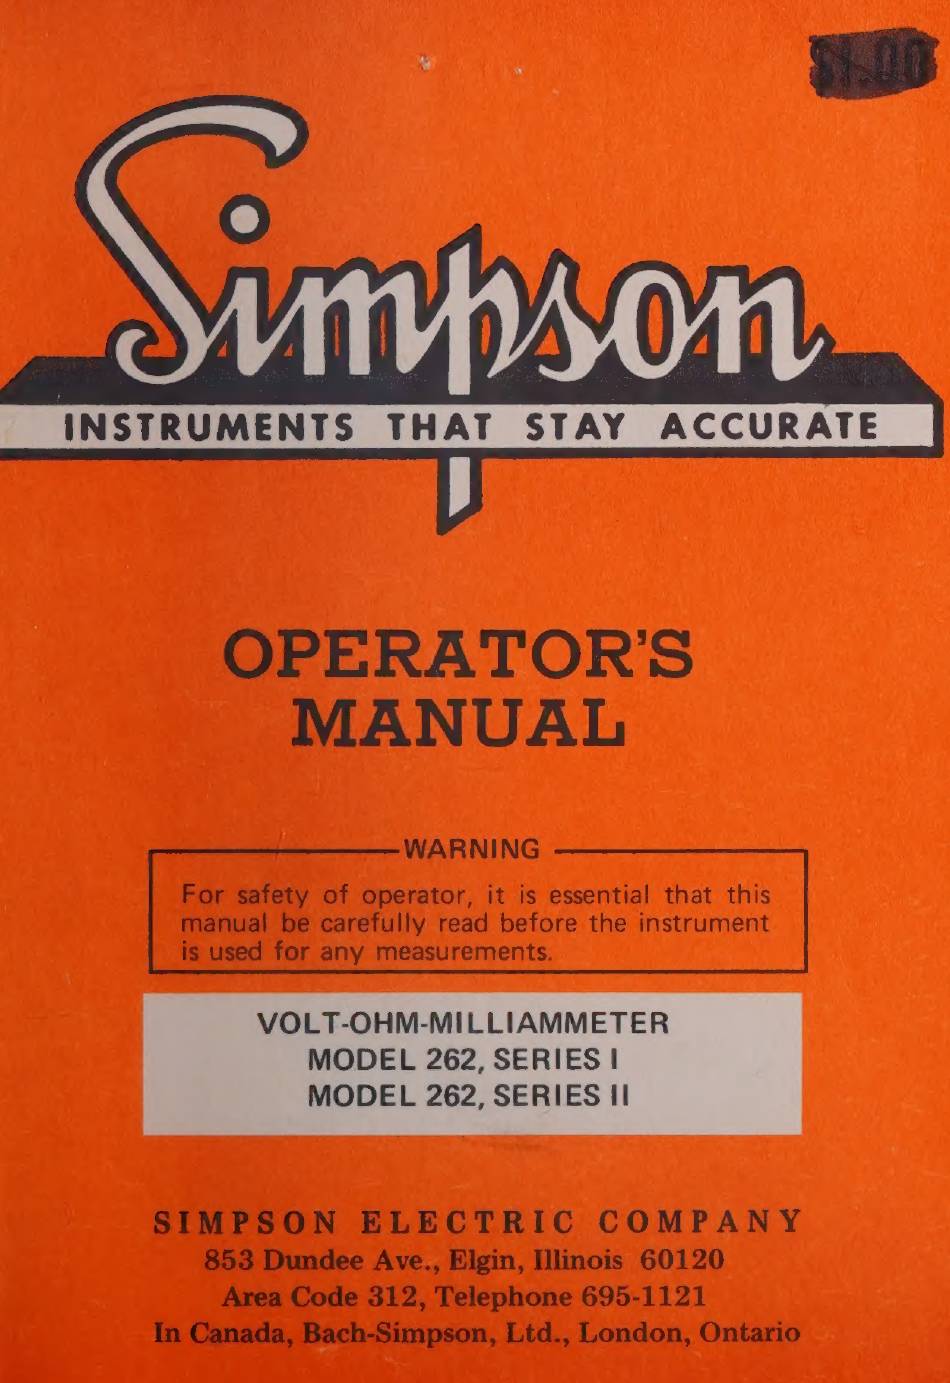 $1.00
Simpson
INSTRUMENTS THAT STAY ACCURATE
OPERATOR'S
MANUAL
WARNING
For safety of operator, it is essential that this
manual be carefully read before the instrument
is used for any measurements.
VOLT-OHM-MILLIAMMETER
MODEL 262, SERIES I
MODEL 262, SERIES II
SIMPSON ELECTRIC COMPANY
853 Dundee Ave., Elgin, Illinois 60120
Area Code 312, Telephone 695-1121
In Canada, Bach-Simpson, Ltd., London, Ontario